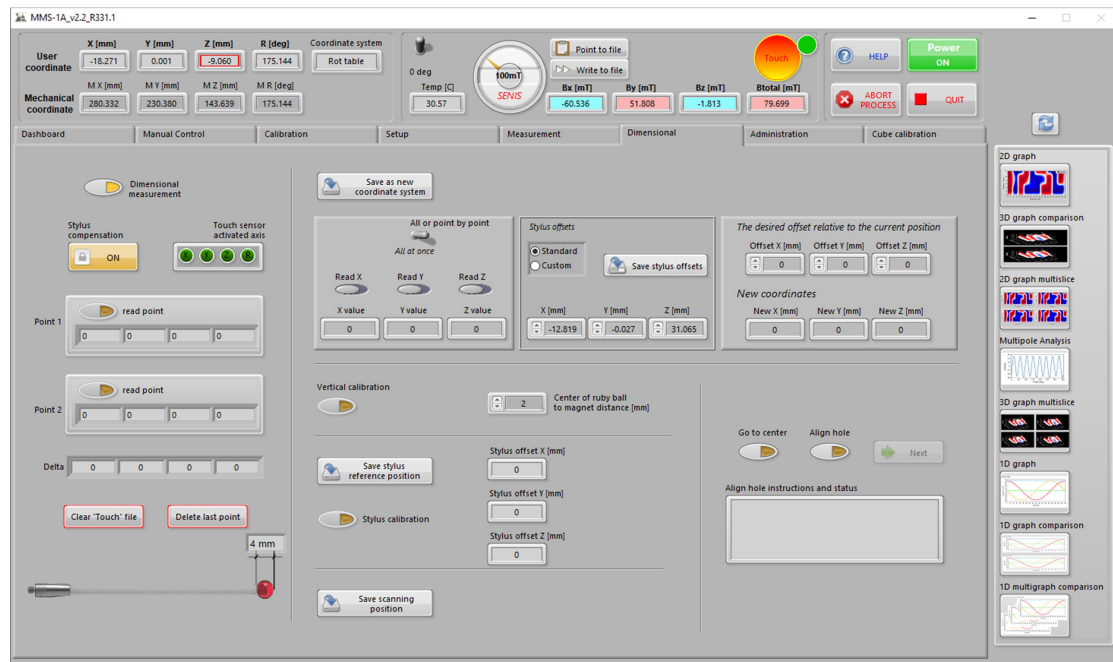 MMS-1A_v2.2_R331.1
User coordinate
X [mm] Y [mm] Z [mm] R [deg] Coordinate system
-18.271 0.001 -9.060 175.144 Rot table
Mechanical coordinate
M X [mm] M Y [mm] M Z [mm] M R [deg]
280.332 230.380 143.639 175.144
0 deg
Temp [C]
30.57
100mT
SENIS
Point to file
Write to file
Bx [mT] By [mT] Bz [mT] Btotal [mT]
-60.536 51.808 -1.813 79.699
Touch
HELP
Power
ON
ABORT
PROCESS
QUIT
Dashboard Manual Control Calibration Setup Measurement Dimensional Administration Cube calibration
Dimensional
measurement
Stylus
compensation
ON
Touch sensor
activated axis
X Y Z R
Point 1
read point
0 0 0 0
Point 2
read point
0 0 0 0
Delta 0 0 0 0
Clear "Touch" file
Delete last point
4 mm
Save as new
coordinate system
All or point by point
All at once
Read X Read Y Read Z
X value Y value Z value
0 0 0
Stylus offsets
Standard
Custom
Save stylus offsets
X [mm] Y [mm] Z [mm]
-12.819 -0.027 31.065
The desired offset relative to the current position
Offset X [mm] Offset Y [mm] Offset Z [mm]
0 0 0
New coordinates
New X [mm] New Y [mm] New Z [mm]
0 0 0
Vertical calibration
2
Center of ruby ball
to magnet distance [mm]
Save stylus
reference position
Stylus calibration
Stylus offset X [mm]
0
Stylus offset Y [mm]
0
Stylus offset Z [mm]
0
Save scanning
position
Go to center Align hole Next
Align hole instructions and status
2D graph
3D graph comparison
2D graph multislice
Multipole Analysis
3D graph multislice
1D graph
1D graph comparison
1D multigraph comparison